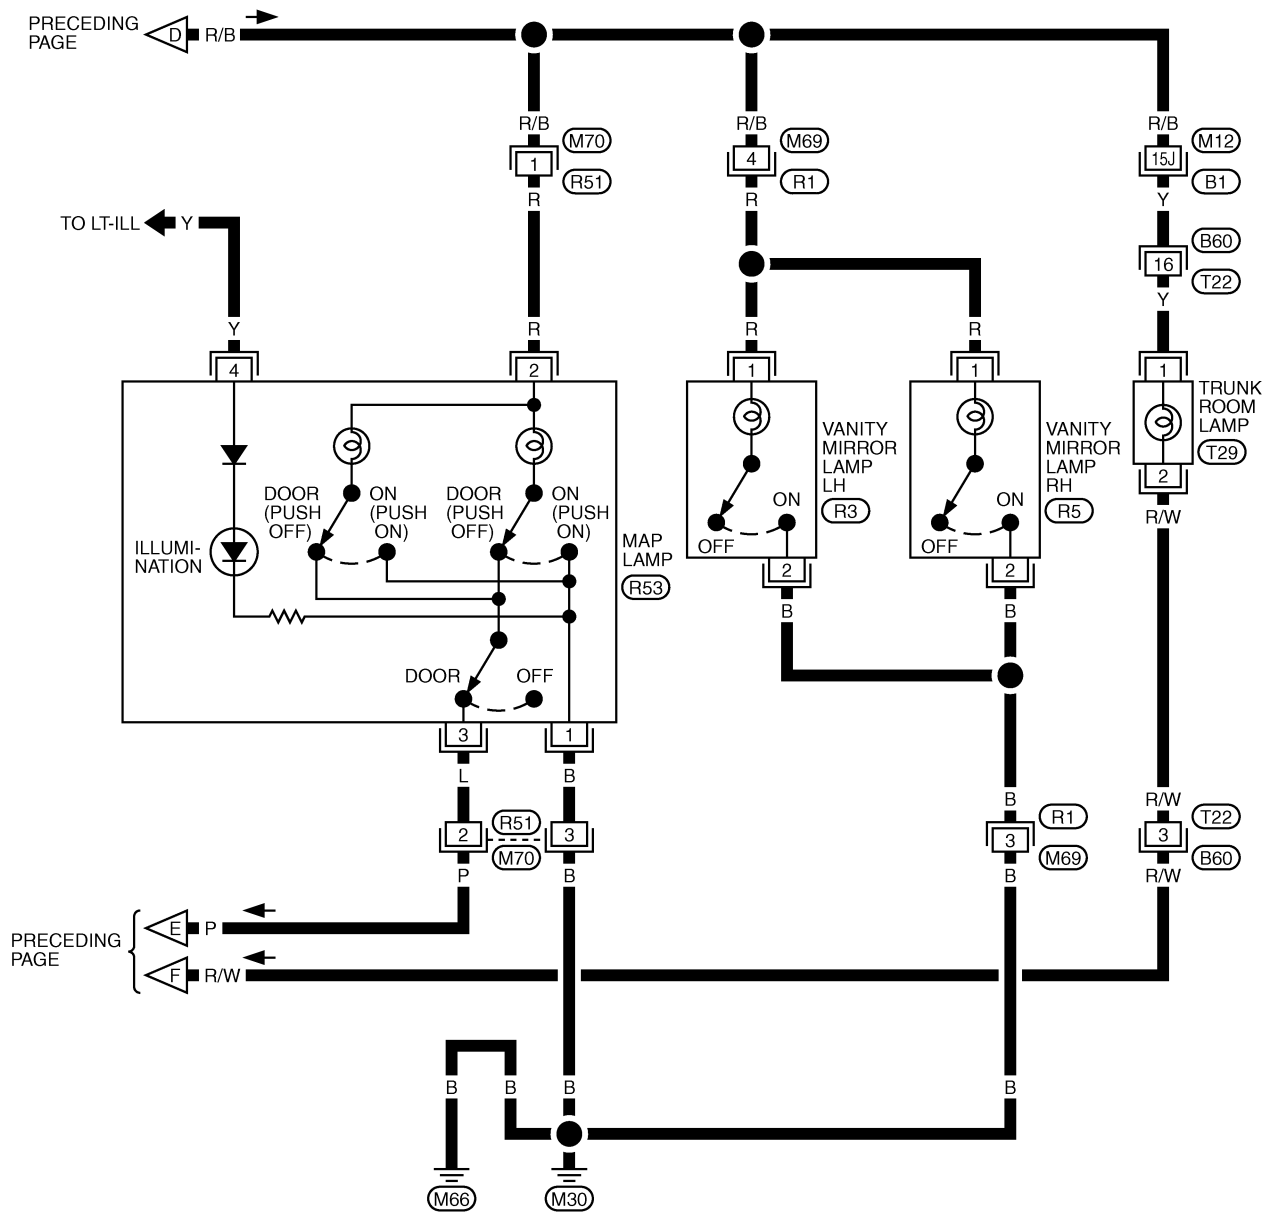 PRECEDING
PAGE
D R/B
R/B
M70
1
R51
R
R/B
M69
4
R1
R
R/B
M12
15J
B1
Y
B60
16
T22
Y
TO LT-ILL Y
Y
R
R
R
4
2
1
1
1
TRUNK
ROOM
LAMP
T29
2
R/W
ILLUMI-
NATION
DOOR
(PUSH
OFF)
ON
(PUSH
ON)
DOOR
(PUSH
OFF)
ON
(PUSH
ON)
MAP
LAMP
R53
DOOR
OFF
VANITY
MIRROR
LAMP
LH
R3
ON
OFF
2
B
VANITY
MIRROR
LAMP
RH
R5
ON
OFF
2
B
3
1
L
B
R51
2
3
M70
P
B
B
R1
3
M69
B
R/W
T22
3
B60
R/W
PRECEDING
PAGE
E P
F R/W
B
B
B
B
M66
M30